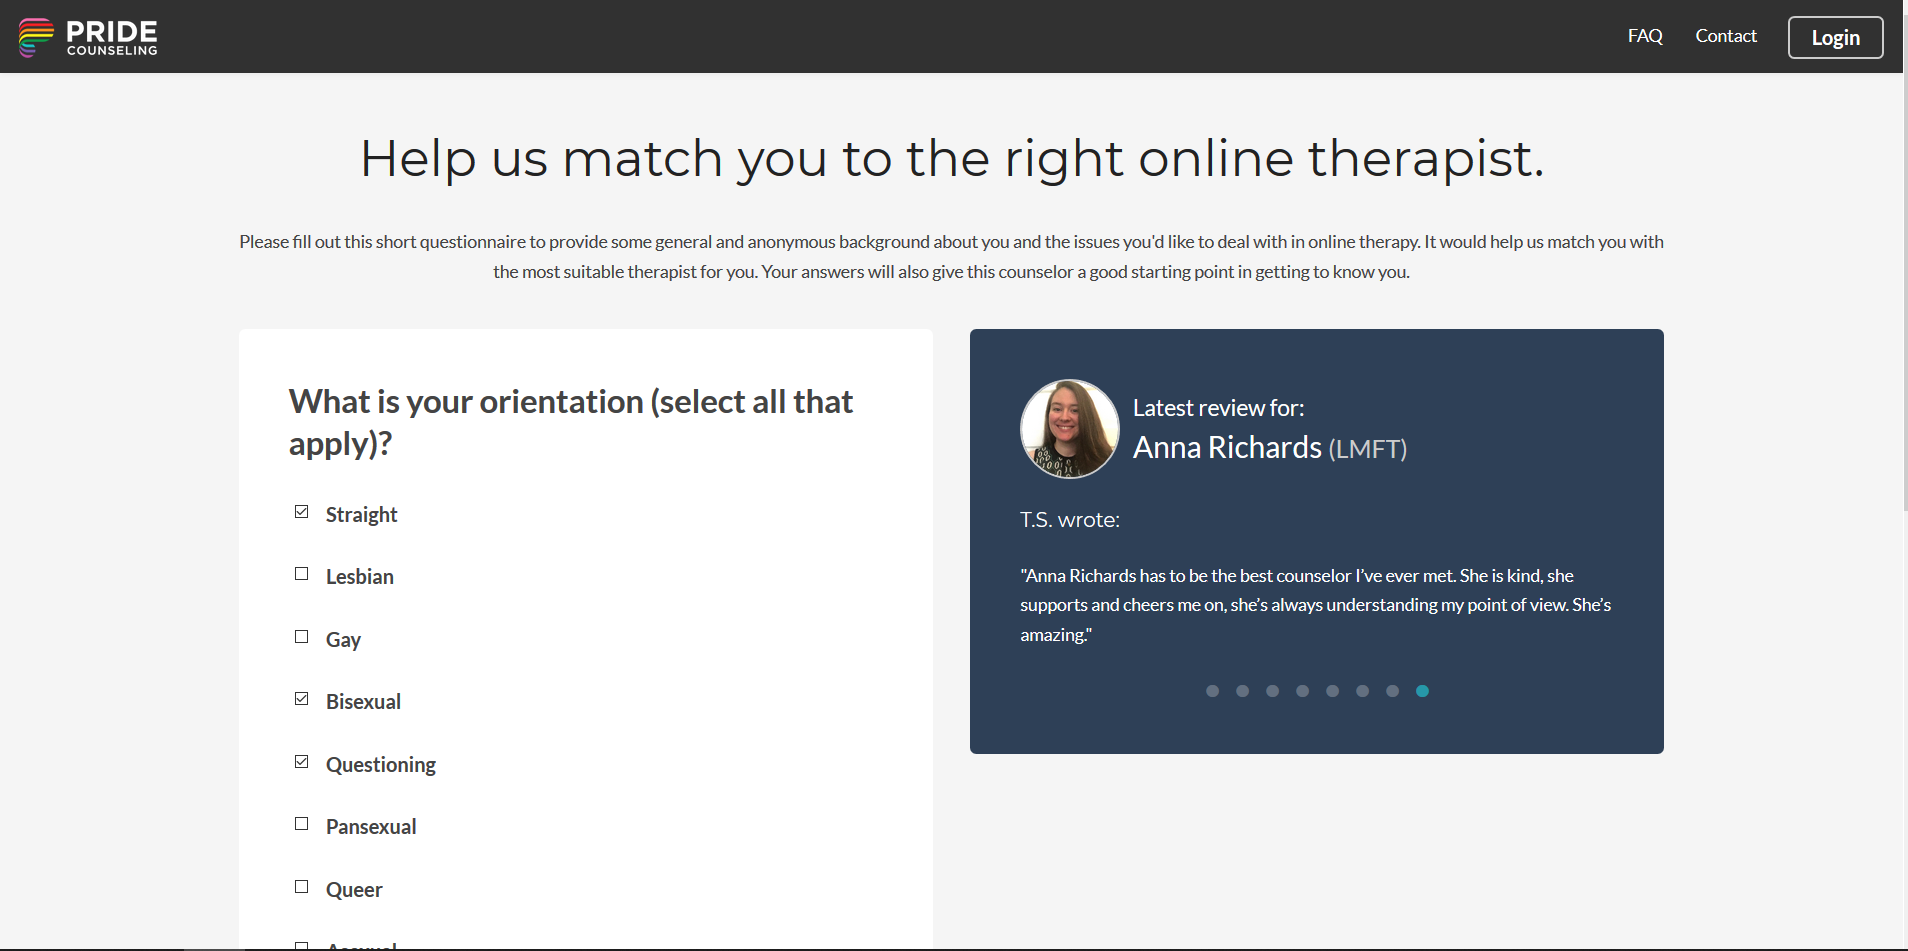 PRIDE
COUNSELING
FAQ
Contact
Login
Help us match you to the right online therapist.
Please fill out this short questionnaire to provide some general and anonymous background about you and the issues you'd like to deal with in online therapy. It would help us match you with
the most suitable therapist for you. Your answers will also give this counselor a good starting point in getting to know you.
What is your orientation (select all that
apply)?
Straight
Lesbian
Gay
Bisexual
Questioning
Pansexual
Queer
Latest review for:
Anna Richards (LMFT)
T.S. wrote:
"Anna Richards has to be the best counselor I’ve ever met. She is kind, she
supports and cheers me on, she’s always understanding my point of view. She’s
amazing."